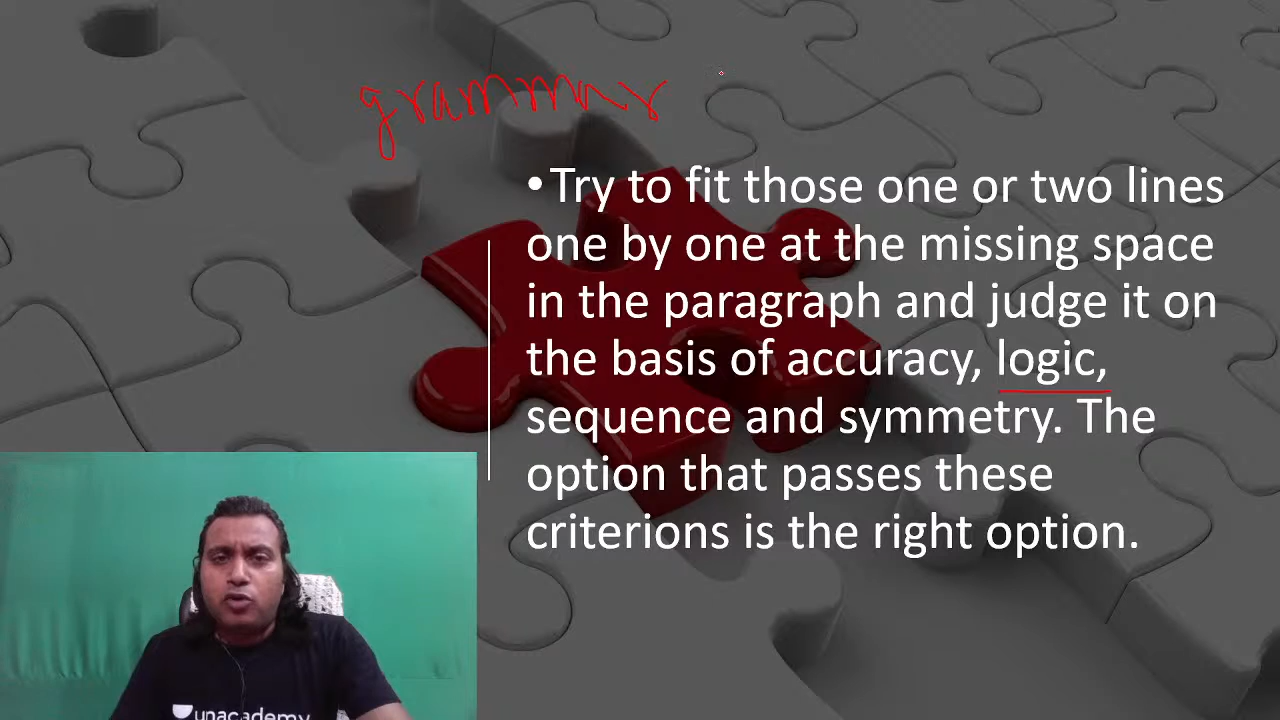 grammar
•Try to fit those one or two lines
one by one at the missing space
in the paragraph and judge it on
the basis of accuracy, logic,
sequence and symmetry. The
option that passes these
criterions is the right option.
unacademy